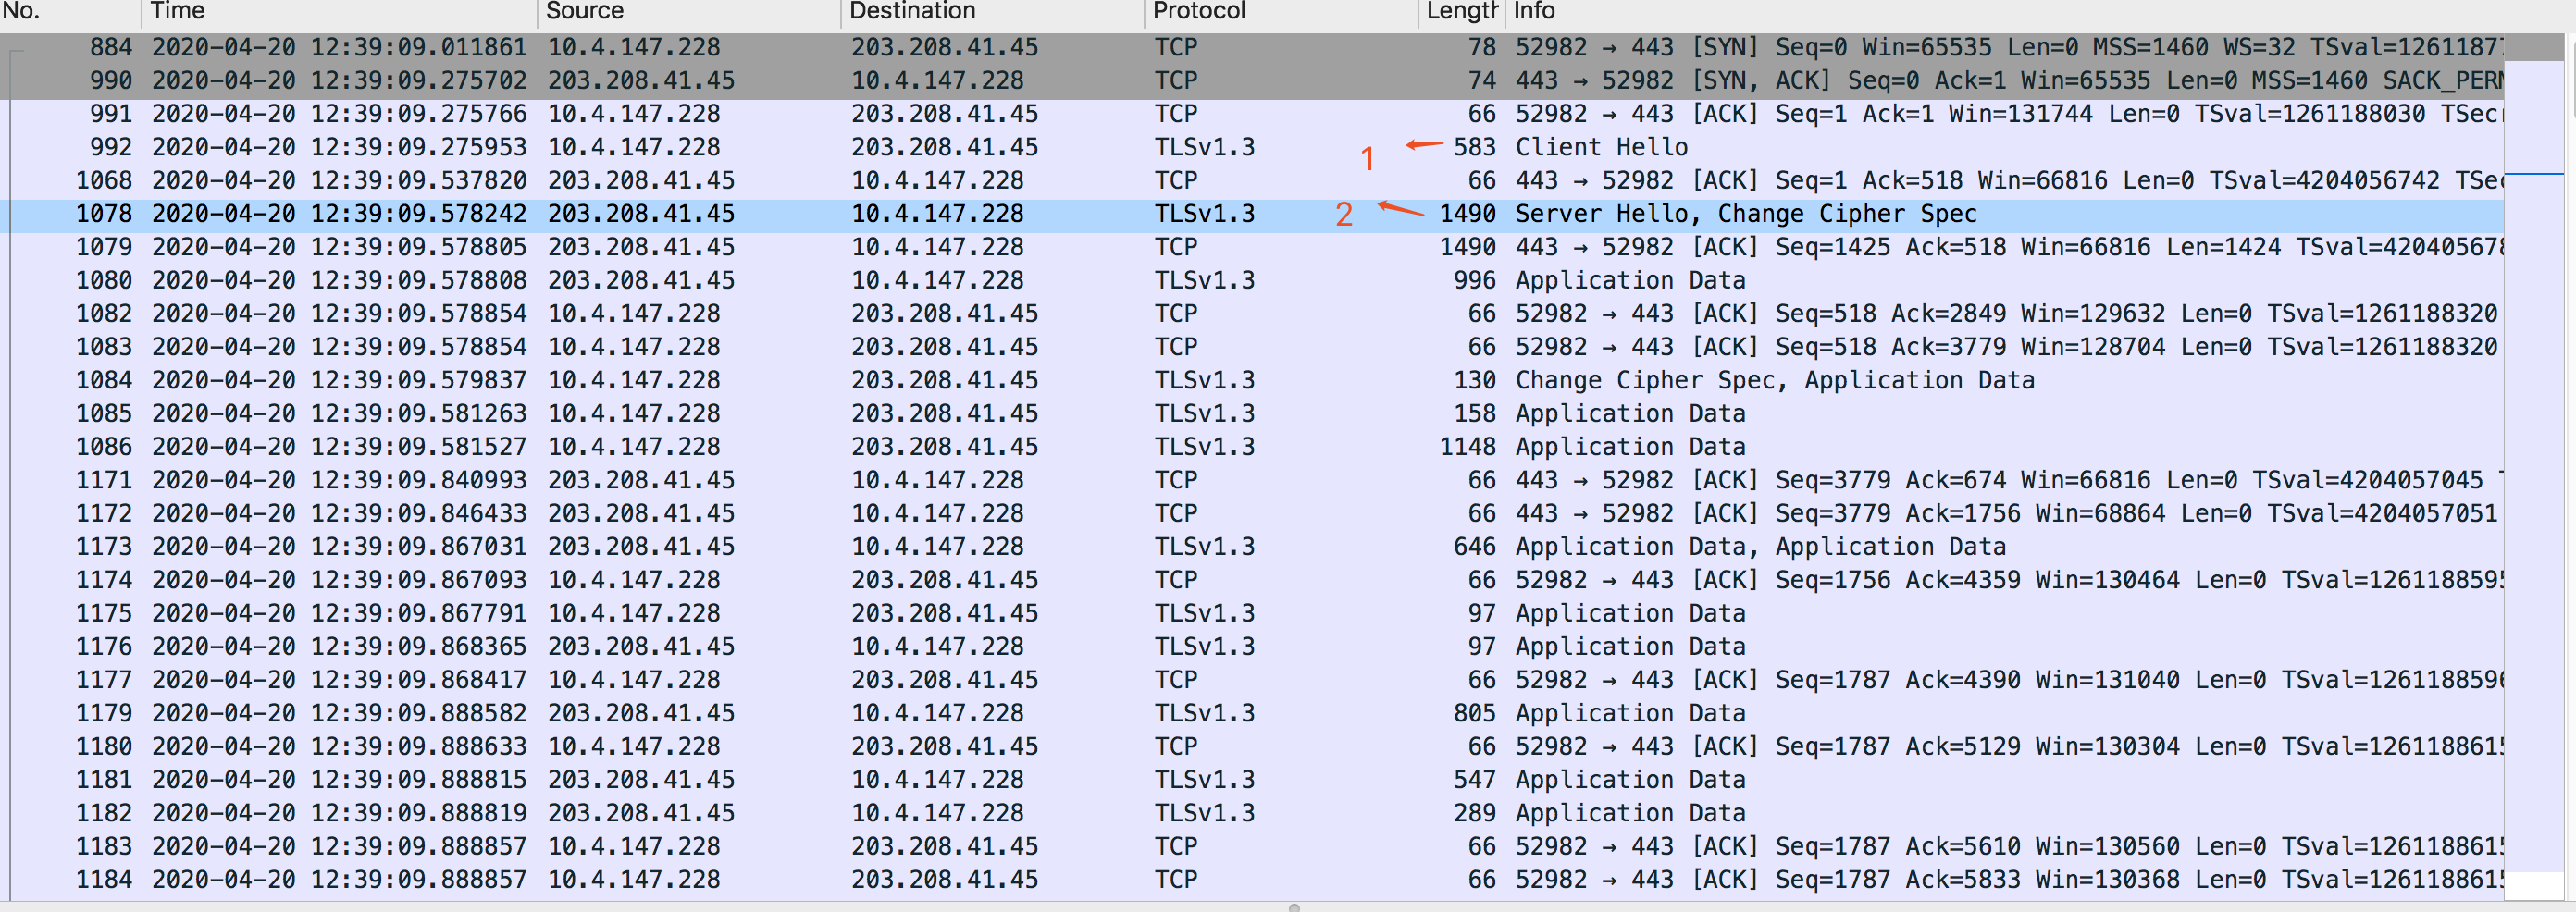 No. Time Source Destination Protocol Length Info
884 2020-04-20 12:39:09.011861 10.4.147.228 203.208.41.45 TCP 78 52982 → 443 [SYN] Seq=0 Win=65535 Len=0 MSS=1460 WS=32 TSval=1261187
990 2020-04-20 12:39:09.275702 203.208.41.45 10.4.147.228 TCP 74 443 → 52982 [SYN, ACK] Seq=0 Ack=1 Win=65535 Len=0 MSS=1460 SACK_PERM
991 2020-04-20 12:39:09.275766 10.4.147.228 203.208.41.45 TCP 66 52982 → 443 [ACK] Seq=1 Ack=1 Win=131744 Len=0 TSval=1261188030 TSecr
992 2020-04-20 12:39:09.275953 10.4.147.228 203.208.41.45 TLSv1.3 1 583 Client Hello
1068 2020-04-20 12:39:09.537820 203.208.41.45 10.4.147.228 TCP 66 443 → 52982 [ACK] Seq=1 Ack=518 Win=66816 Len=0 TSval=4204056742 TSec
1078 2020-04-20 12:39:09.578242 203.208.41.45 10.4.147.228 TLSv1.3 2 1490 Server Hello, Change Cipher Spec
1079 2020-04-20 12:39:09.578805 203.208.41.45 10.4.147.228 TCP 1490 443 → 52982 [ACK] Seq=1425 Ack=518 Win=66816 Len=1424 TSval=420405678
1080 2020-04-20 12:39:09.578808 203.208.41.45 10.4.147.228 TLSv1.3 996 Application Data
1082 2020-04-20 12:39:09.578854 10.4.147.228 203.208.41.45 TCP 66 52982 → 443 [ACK] Seq=518 Ack=2849 Win=129632 Len=0 TSval=1261188320
1083 2020-04-20 12:39:09.578854 10.4.147.228 203.208.41.45 TCP 66 52982 → 443 [ACK] Seq=518 Ack=3779 Win=128704 Len=0 TSval=1261188320
1084 2020-04-20 12:39:09.579837 10.4.147.228 203.208.41.45 TLSv1.3 130 Change Cipher Spec, Application Data
1085 2020-04-20 12:39:09.581263 10.4.147.228 203.208.41.45 TLSv1.3 158 Application Data
1086 2020-04-20 12:39:09.581527 10.4.147.228 203.208.41.45 TLSv1.3 1148 Application Data
1171 2020-04-20 12:39:09.840993 203.208.41.45 10.4.147.228 TCP 66 443 → 52982 [ACK] Seq=3779 Ack=674 Win=66816 Len=0 TSval=4204057045
1172 2020-04-20 12:39:09.846433 203.208.41.45 10.4.147.228 TCP 66 443 → 52982 [ACK] Seq=3779 Ack=1756 Win=68864 Len=0 TSval=4204057051
1173 2020-04-20 12:39:09.867031 203.208.41.45 10.4.147.228 TLSv1.3 646 Application Data, Application Data
1174 2020-04-20 12:39:09.867093 10.4.147.228 203.208.41.45 TCP 66 52982 → 443 [ACK] Seq=1756 Ack=4359 Win=130464 Len=0 TSval=1261188595
1175 2020-04-20 12:39:09.867791 10.4.147.228 203.208.41.45 TLSv1.3 97 Application Data
1176 2020-04-20 12:39:09.868365 203.208.41.45 10.4.147.228 TLSv1.3 97 Application Data
1177 2020-04-20 12:39:09.868417 10.4.147.228 203.208.41.45 TCP 66 52982 → 443 [ACK] Seq=1787 Ack=4390 Win=131040 Len=0 TSval=1261188596
1179 2020-04-20 12:39:09.888582 203.208.41.45 10.4.147.228 TLSv1.3 805 Application Data
1180 2020-04-20 12:39:09.888633 10.4.147.228 203.208.41.45 TCP 66 52982 → 443 [ACK] Seq=1787 Ack=5129 Win=130304 Len=0 TSval=1261188615
1181 2020-04-20 12:39:09.888815 203.208.41.45 10.4.147.228 TLSv1.3 547 Application Data
1182 2020-04-20 12:39:09.888819 203.208.41.45 10.4.147.228 TLSv1.3 289 Application Data
1183 2020-04-20 12:39:09.888857 10.4.147.228 203.208.41.45 TCP 66 52982 → 443 [ACK] Seq=1787 Ack=5610 Win=130560 Len=0 TSval=1261188615
1184 2020-04-20 12:39:09.888857 10.4.147.228 203.208.41.45 TCP 66 52982 → 443 [ACK] Seq=1787 Ack=5833 Win=130368 Len=0 TSval=1261188615